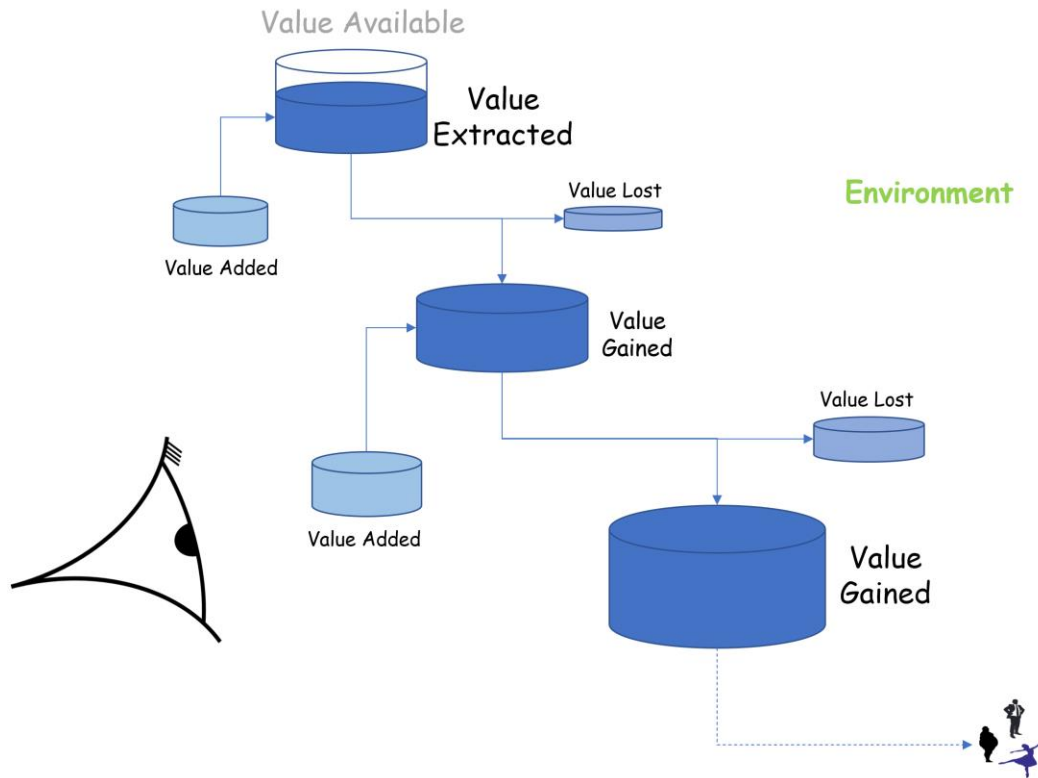 Value Available
Value
Extracted
Value Lost
Environment
Value Added
Value
Gained
Value Lost
Value Added
Value
Gained